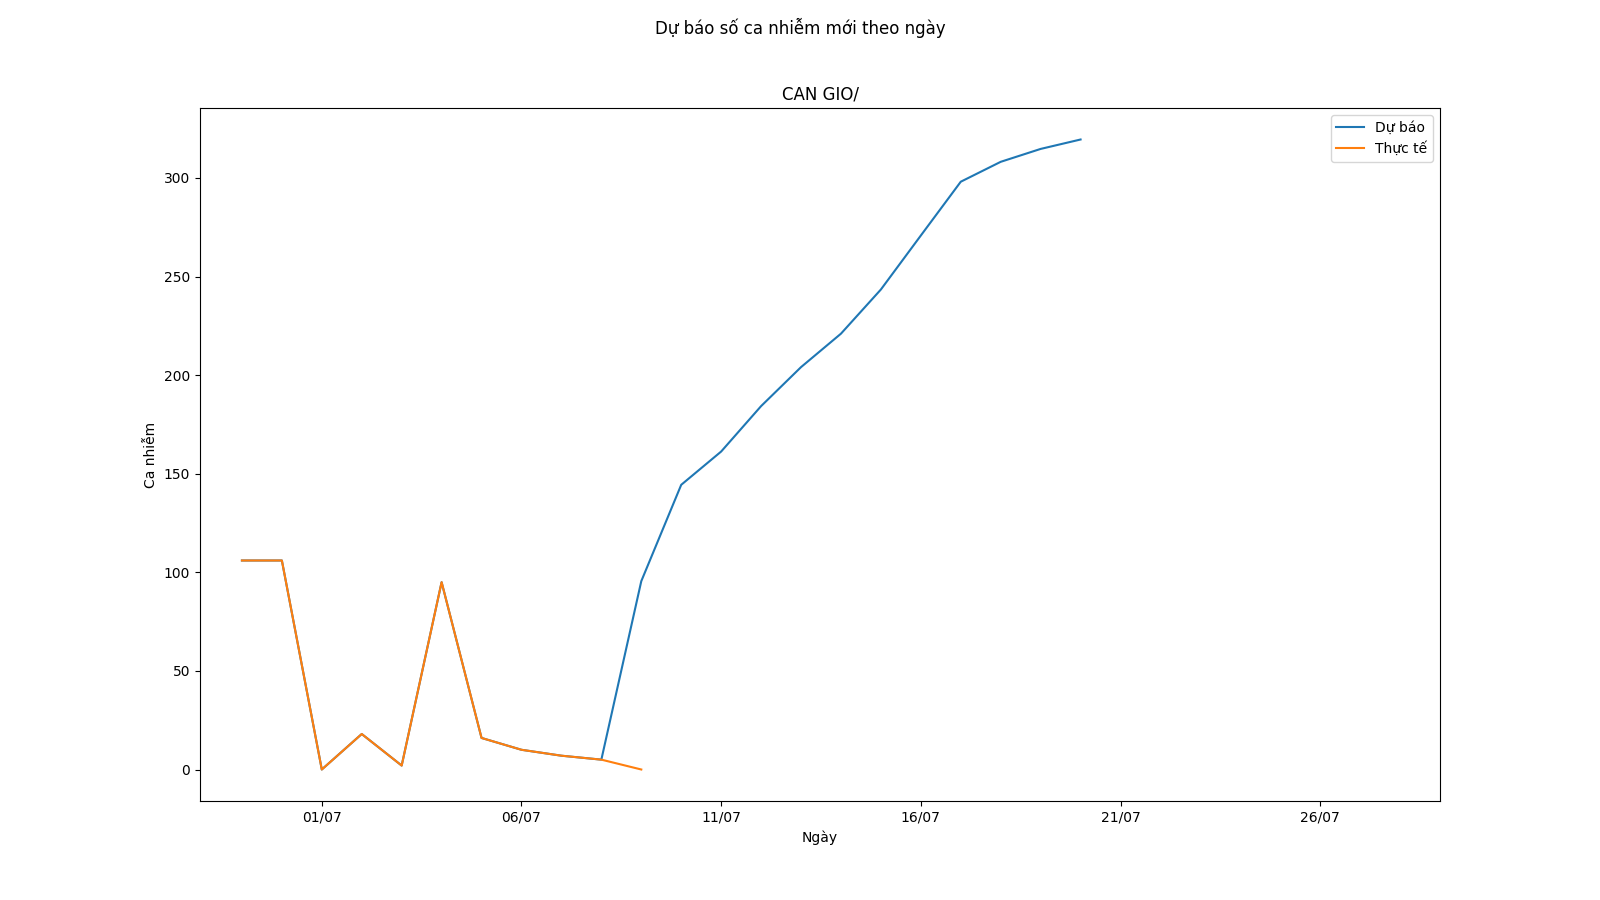 Dự báo số ca nhiễm mới theo ngày
CAN GIO/
Dự báo
Thực tế
300
250
200
150
100
50
0
Ca nhiễm
01/07
06/07
11/07
16/07
21/07
26/07
Ngày